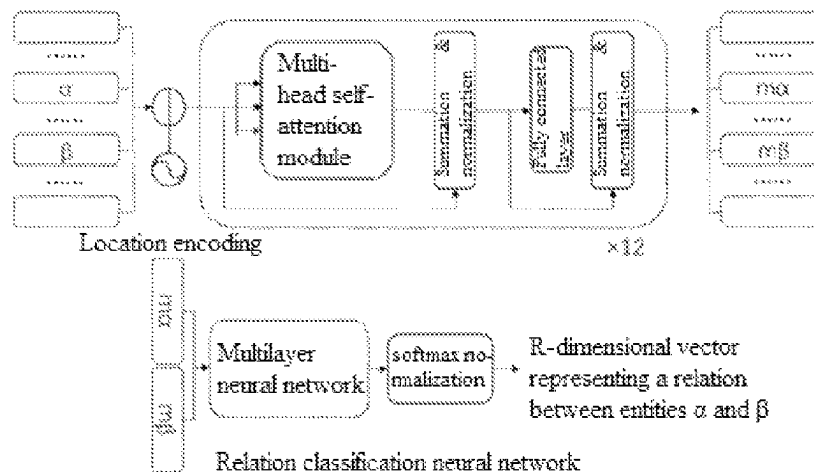 α
β
Multi-
head self-
attention
module
Summation &
normalization
Fully connected
layer
Summation &
normalization
mα
mβ
Location encoding
×12
mα
mβ
Multilayer
neural network
softmax no-
rmalization
R-dimensional vector
representing a relation
between entities α and β
Relation classification neural network